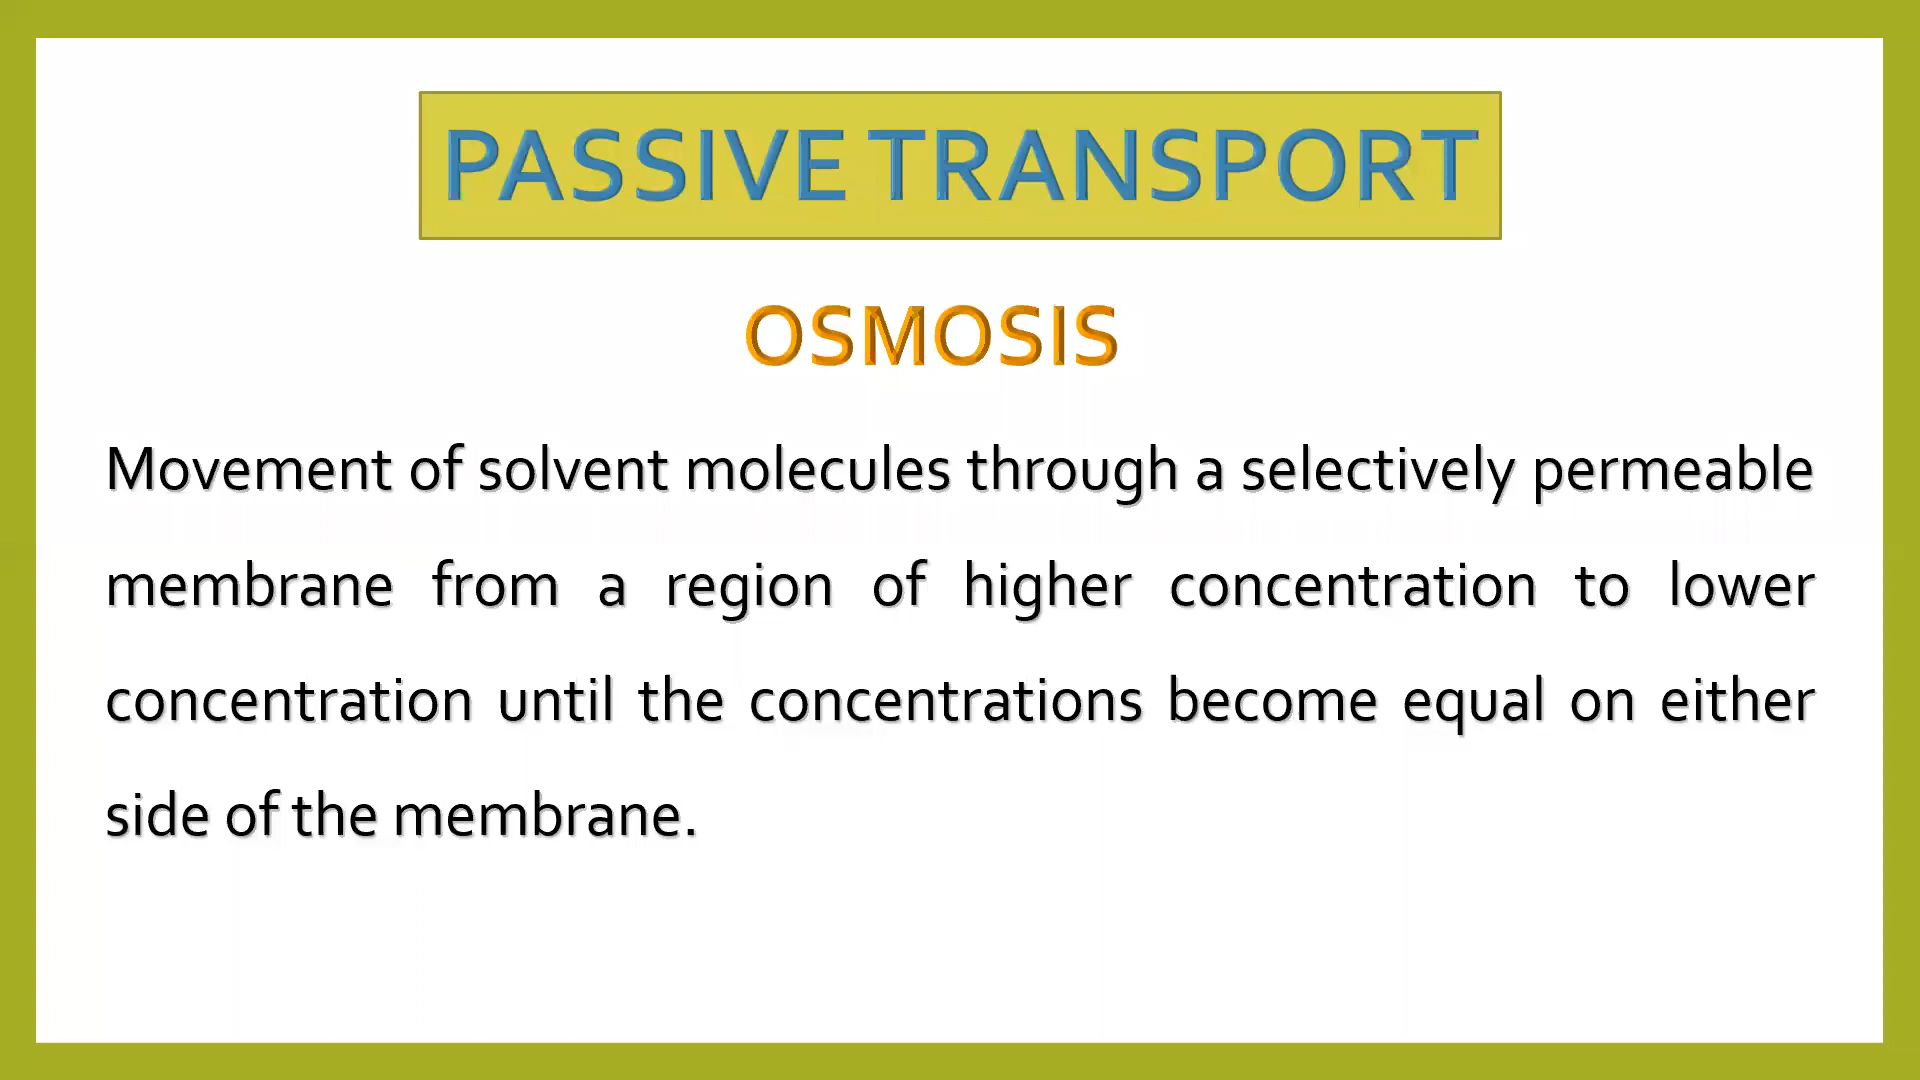 PASSIVE TRANSPORT
OSMOSIS
Movement of solvent molecules through a selectively permeable
membrane from a region of higher concentration to lower
concentration until the concentrations become equal on either
side of the membrane.